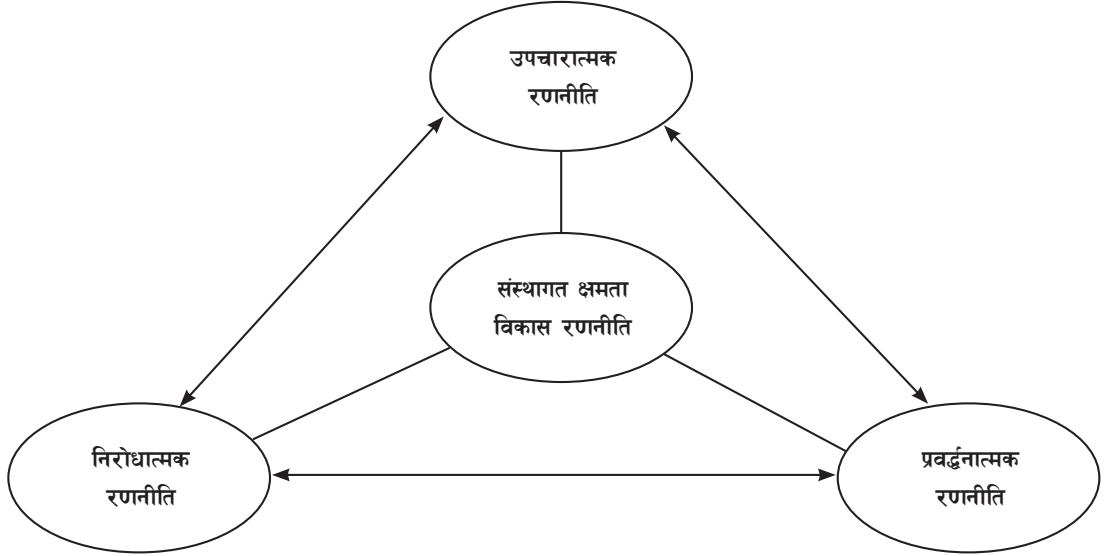 उपचारात्मक
रणनीति
संस्थागत क्षमता
विकास रणनीति
निरोधात्मक
रणनीति
प्रवर्द्धनात्मक
रणनीति